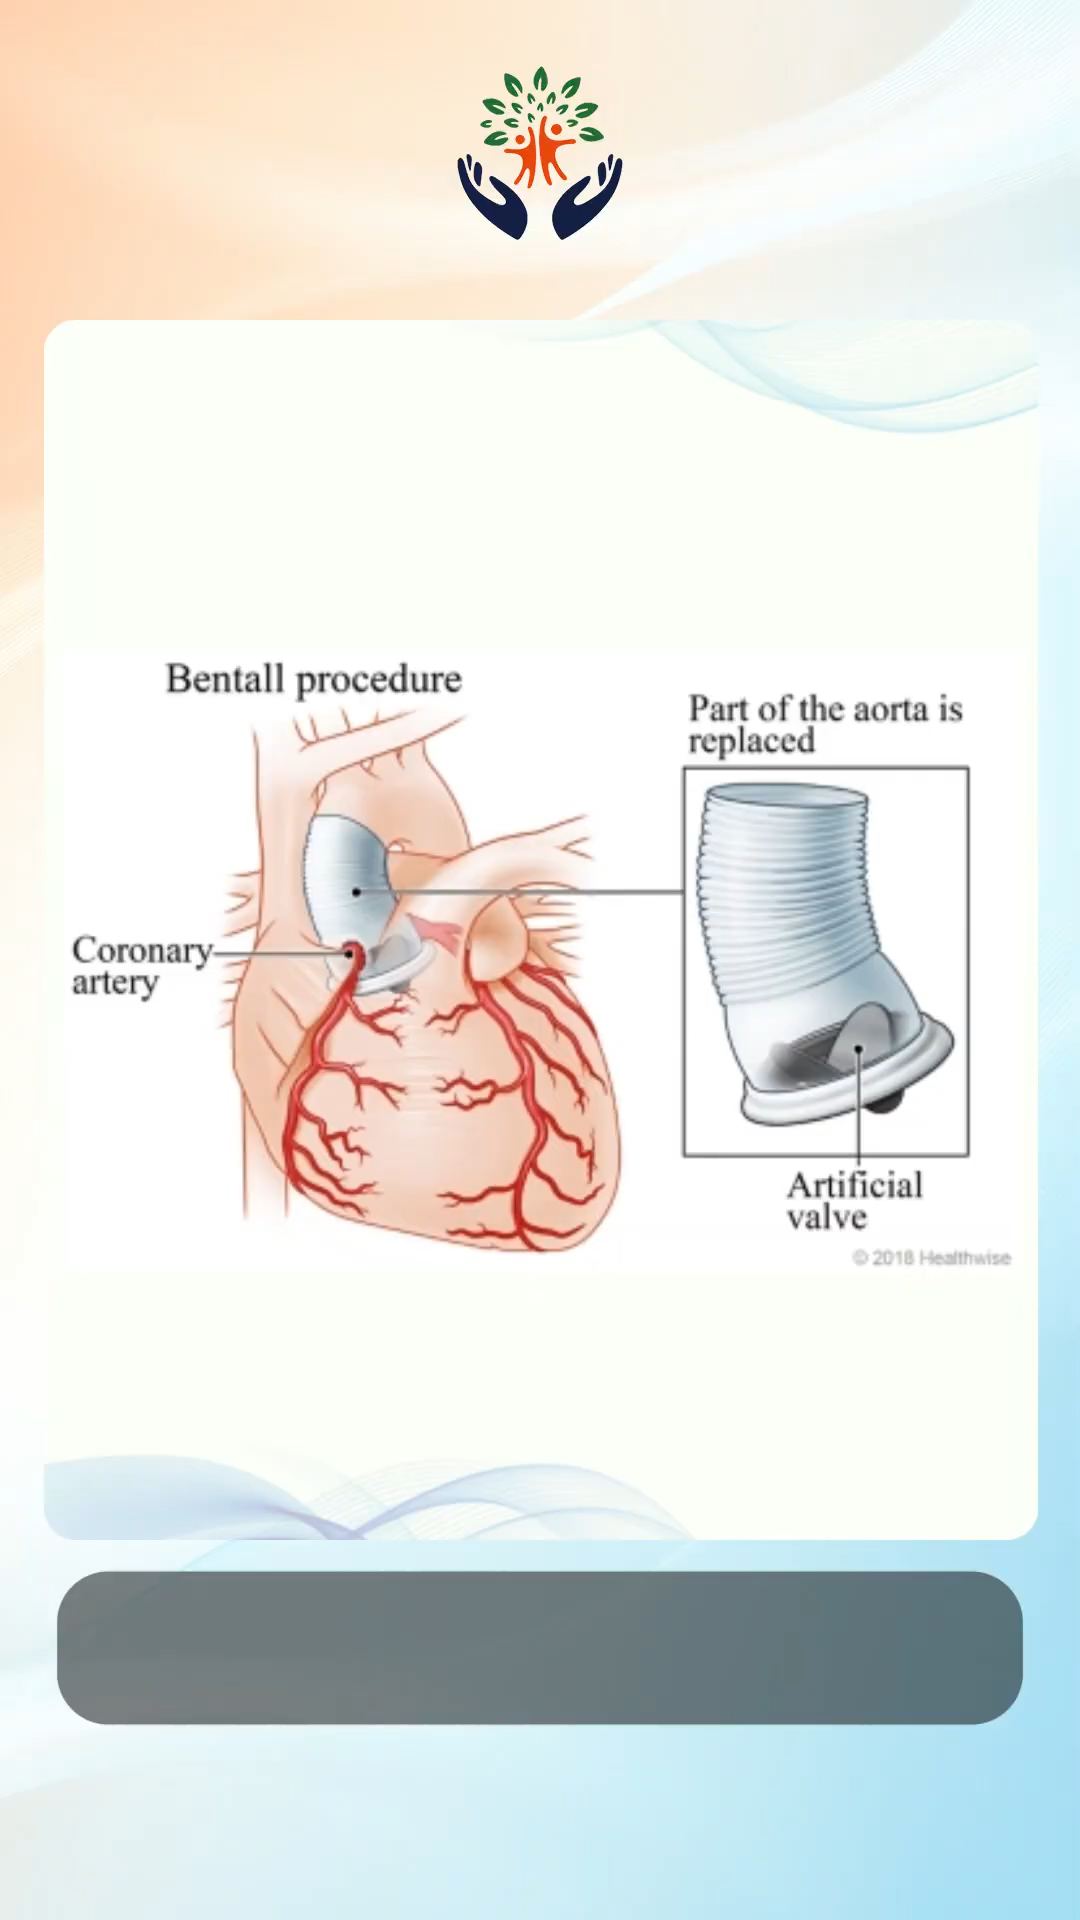 Bentall procedure
Part of the aorta is
replaced
Coronary
artery
Artificial
valve
© 2018 Healthwise